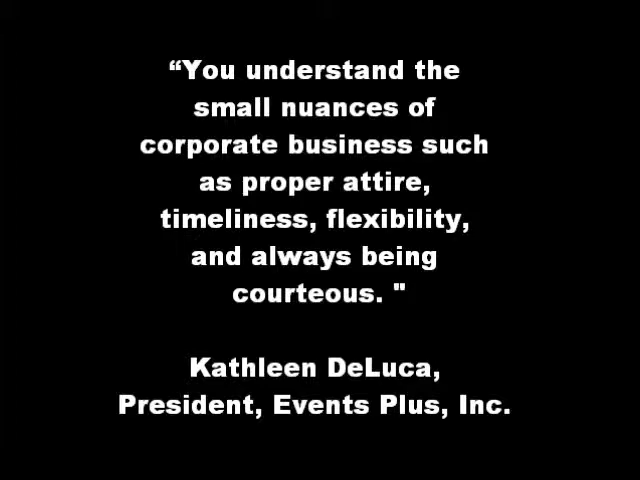 “You understand the
small nuances of
corporate business such
as proper attire,
timeliness, flexibility,
and always being
courteous. "
Kathleen DeLuca,
President, Events Plus, Inc.